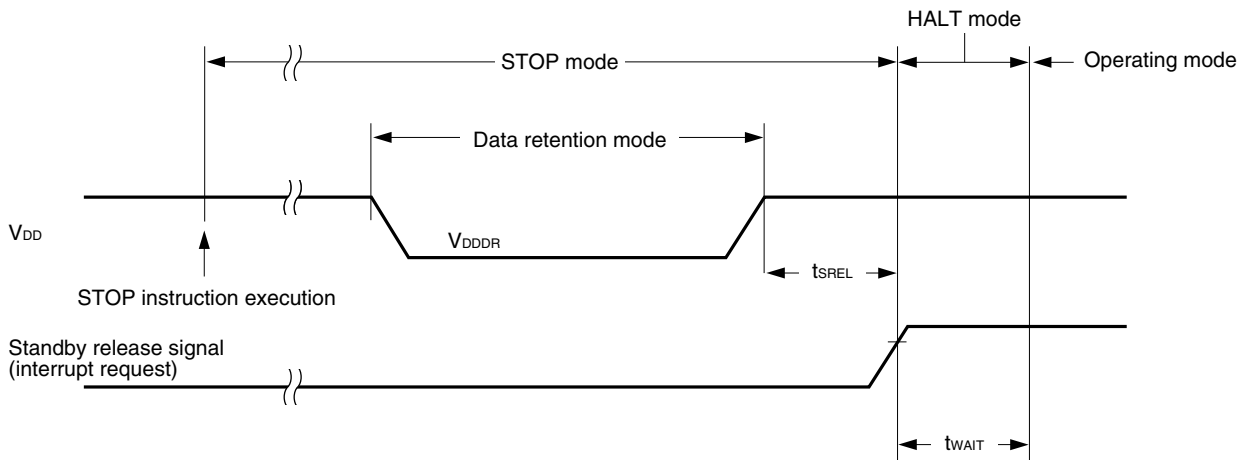 HALT mode
STOP mode
Operating mode
Data retention mode
VDD
VDDDR
tSREL
STOP instruction execution
Standby release signal
(interrupt request)
tWAIT